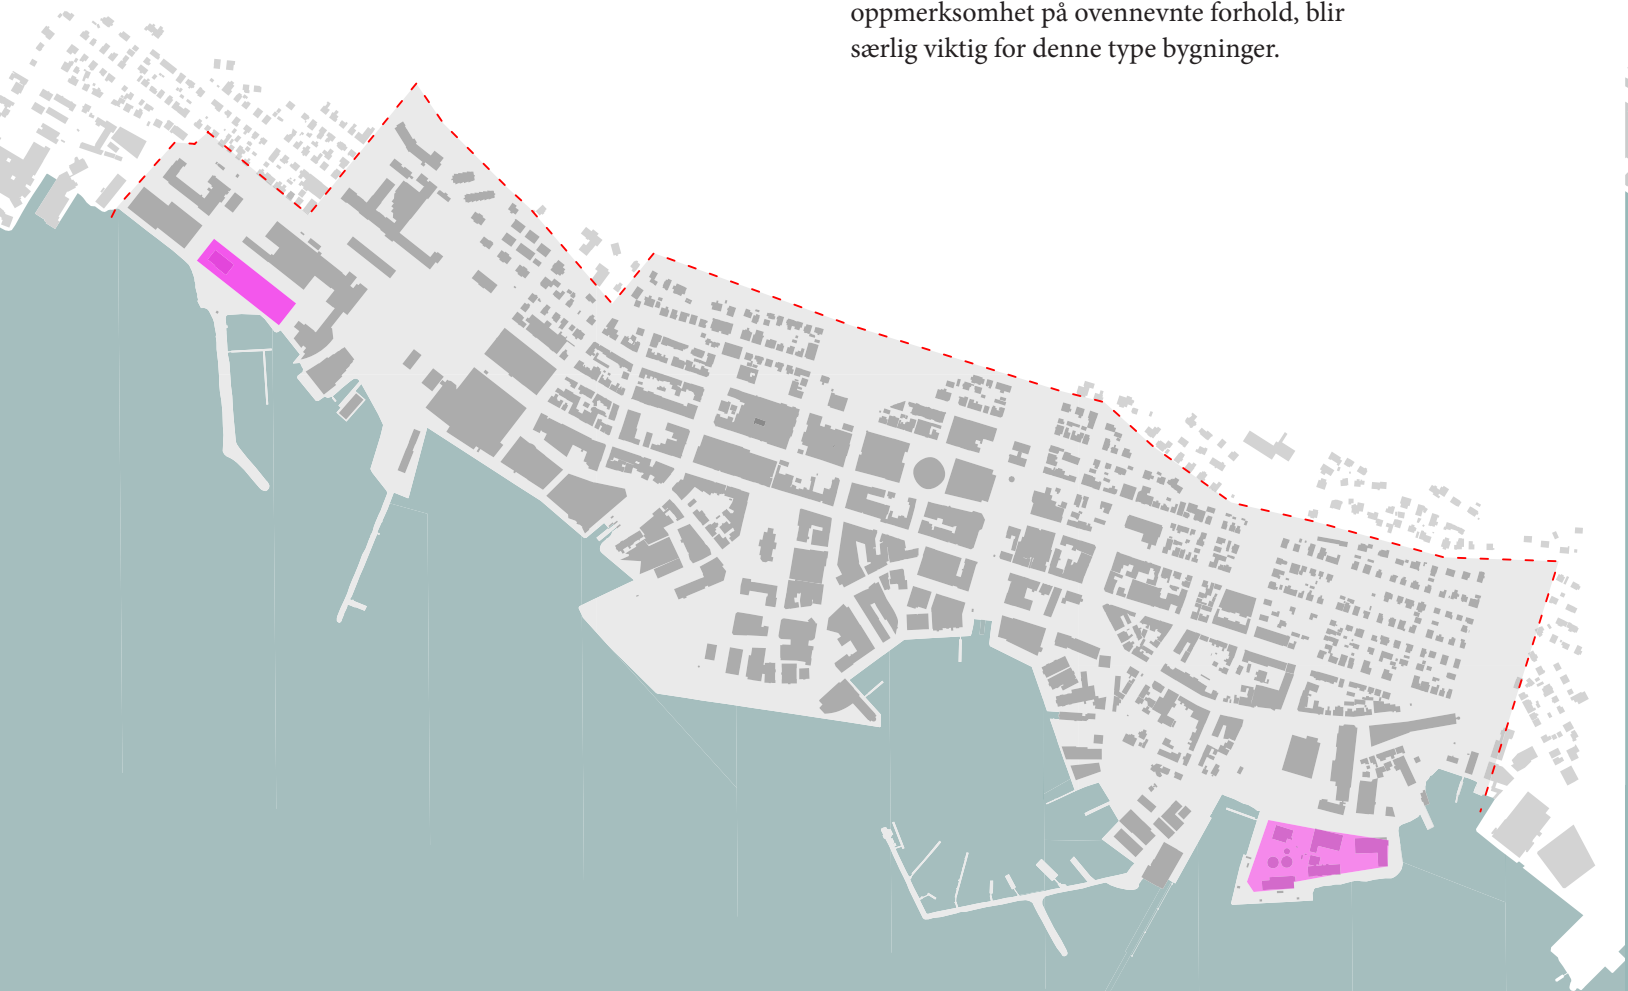 oppmerksomhet på ovennevnte forhold, blir
særlig viktig for denne type bygninger.